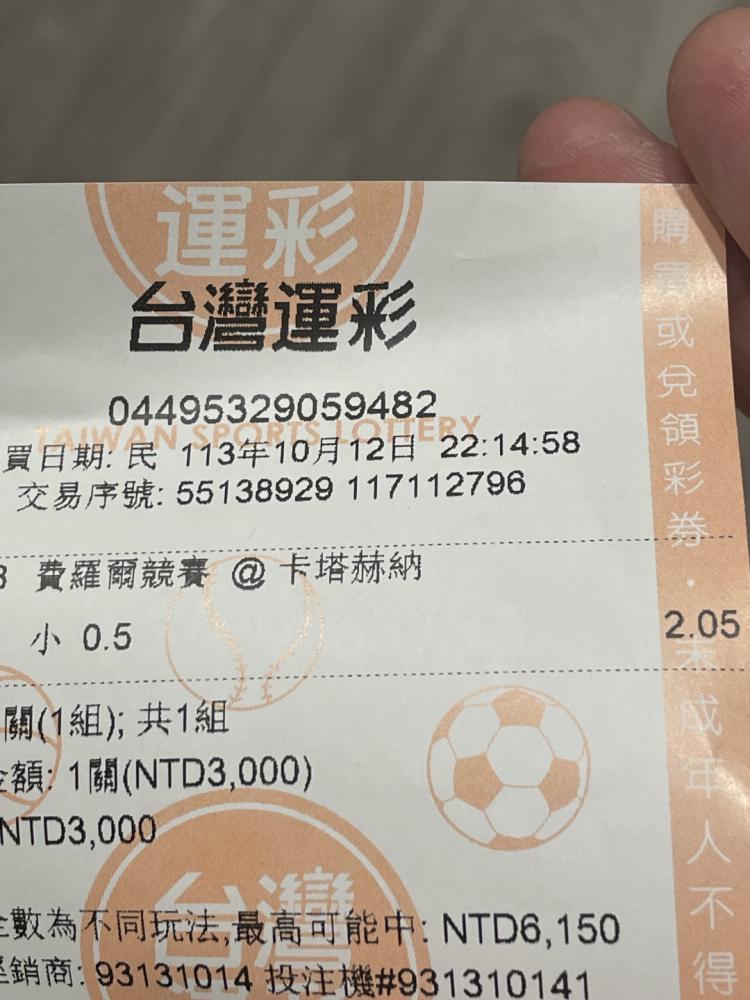 運彩
台灣運彩
04495329059482
TAIWAN SPORTS LOTTERY
買日期: 民 113年10月12日 22:14:58
交易序號: 55138929 117112796
費羅爾競賽 @ 卡塔赫納
小 0.5 2.05
關(1組); 共1組
金額: 1關(NTD3,000)
NTD3,000
台灣
全數為不同玩法,最高可能中: NTD6,150
經銷商: 93131014 投注機#931310141
購買或兌領彩券・未成年人不得